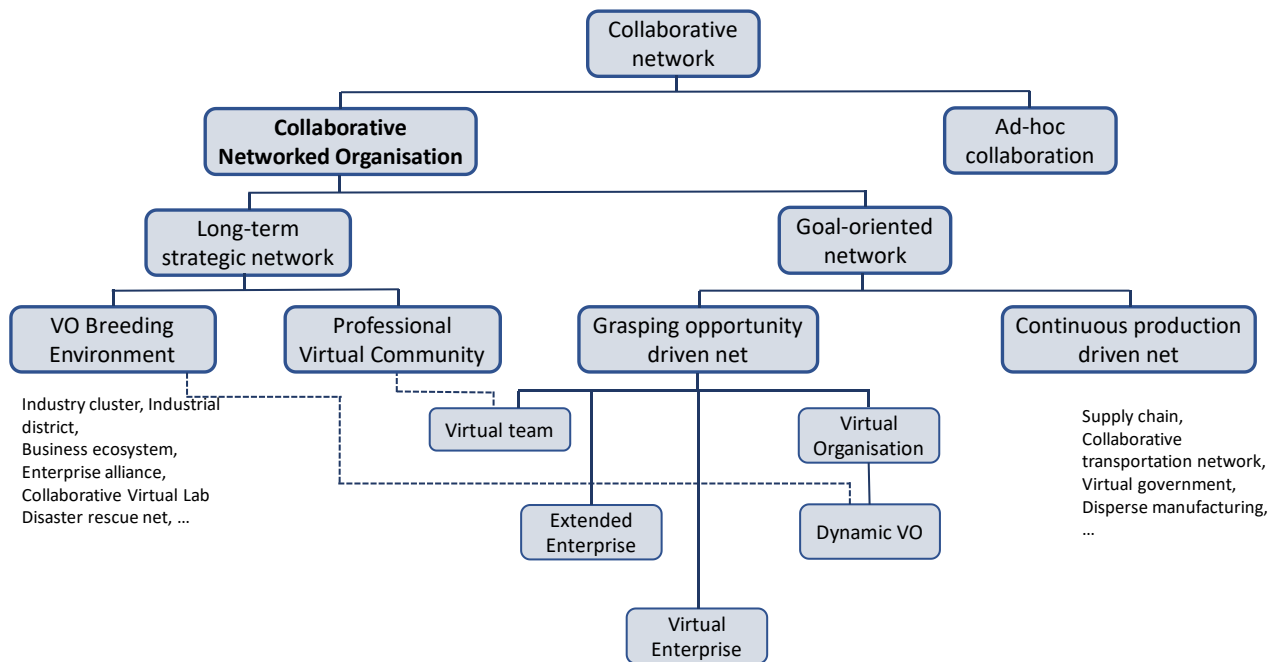 Collaborative
network
Collaborative
Networked Organisation
Ad-hoc
collaboration
Long-term
strategic network
Goal-oriented
network
VO Breeding
Environment
Professional
Virtual Community
Grasping opportunity
driven net
Continuous production
driven net
Industry cluster, Industrial
district,
Business ecosystem,
Enterprise alliance,
Collaborative Virtual Lab
Disaster rescue net, ...
Virtual team
Virtual
Organisation
Supply chain,
Collaborative
transportation network,
Virtual government,
Disperse manufacturing,
...
Extended
Enterprise
Dynamic VO
Virtual
Enterprise